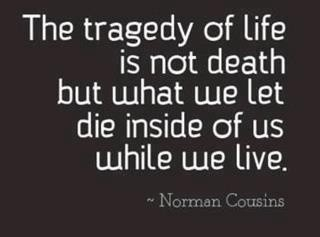 The tragedy of life
is not death
but what we let
die inside of us
while we live.
~ Norman Cousins